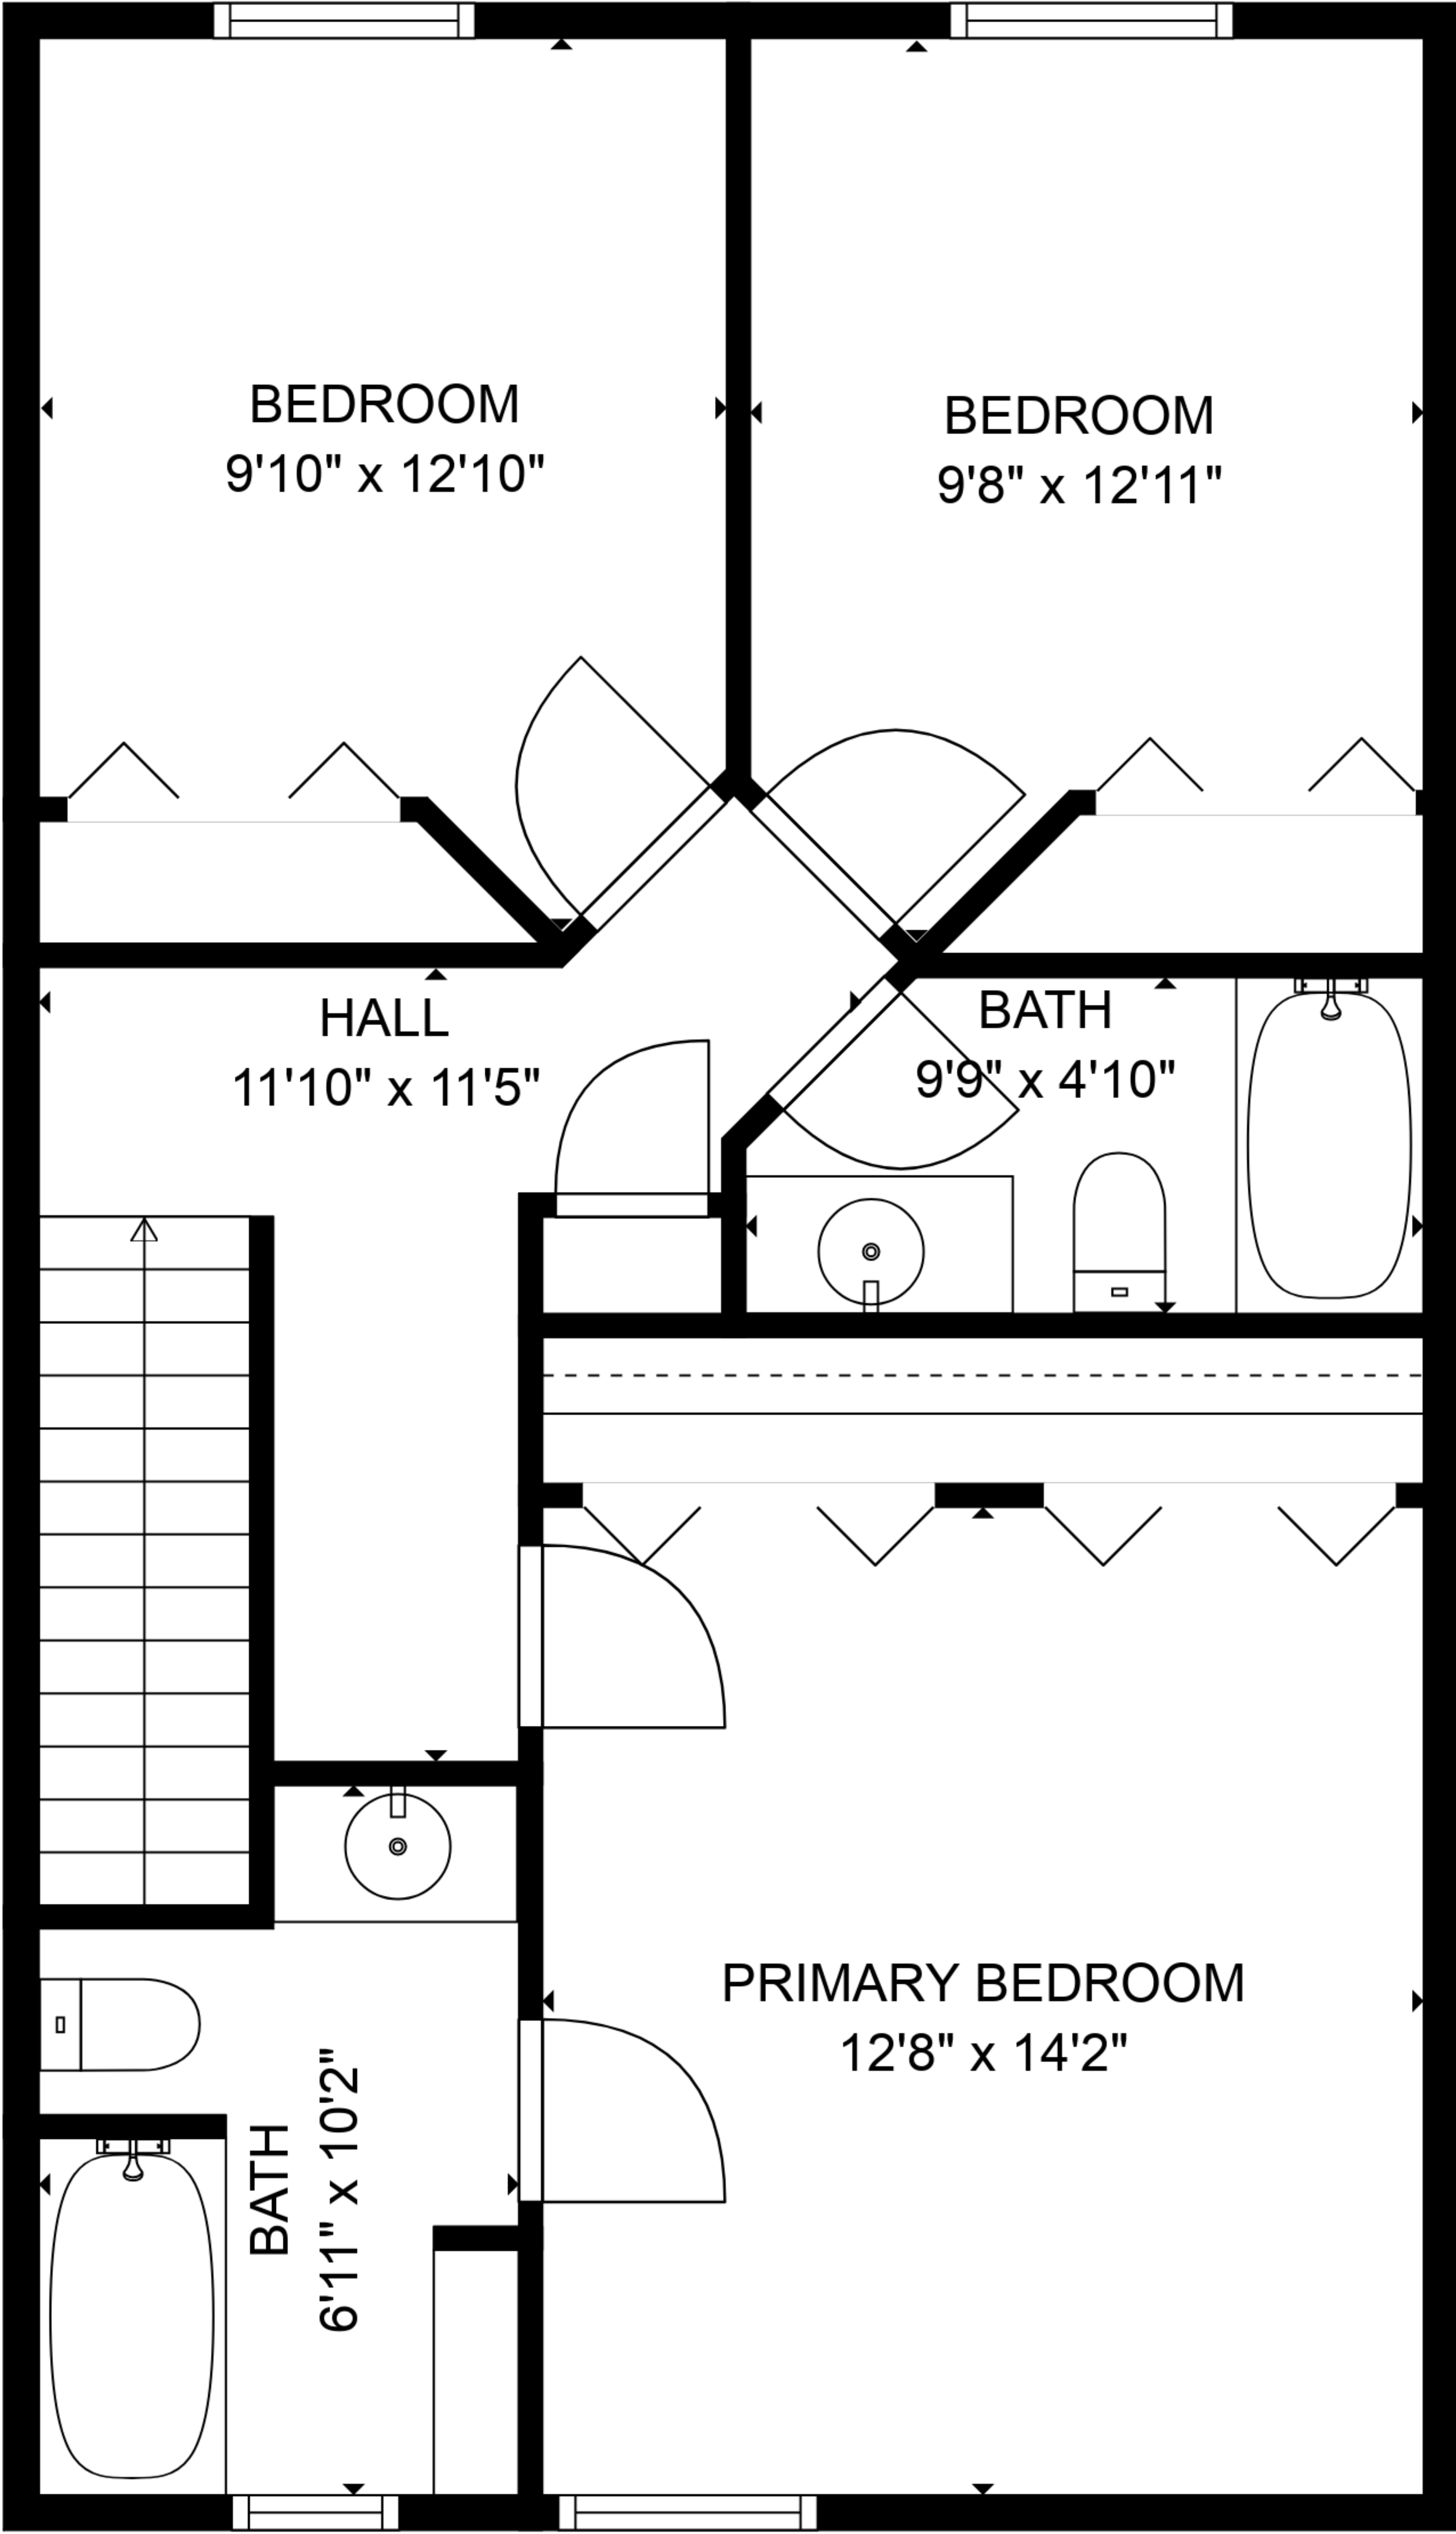 BEDROOM
9'10" x 12'10"
BEDROOM
9'8" x 12'11"
HALL
11'10" x 11'5"
BATH
9'9" x 4'10"
PRIMARY BEDROOM
12'8" x 14'2"
BATH
6'11" x 10'2"